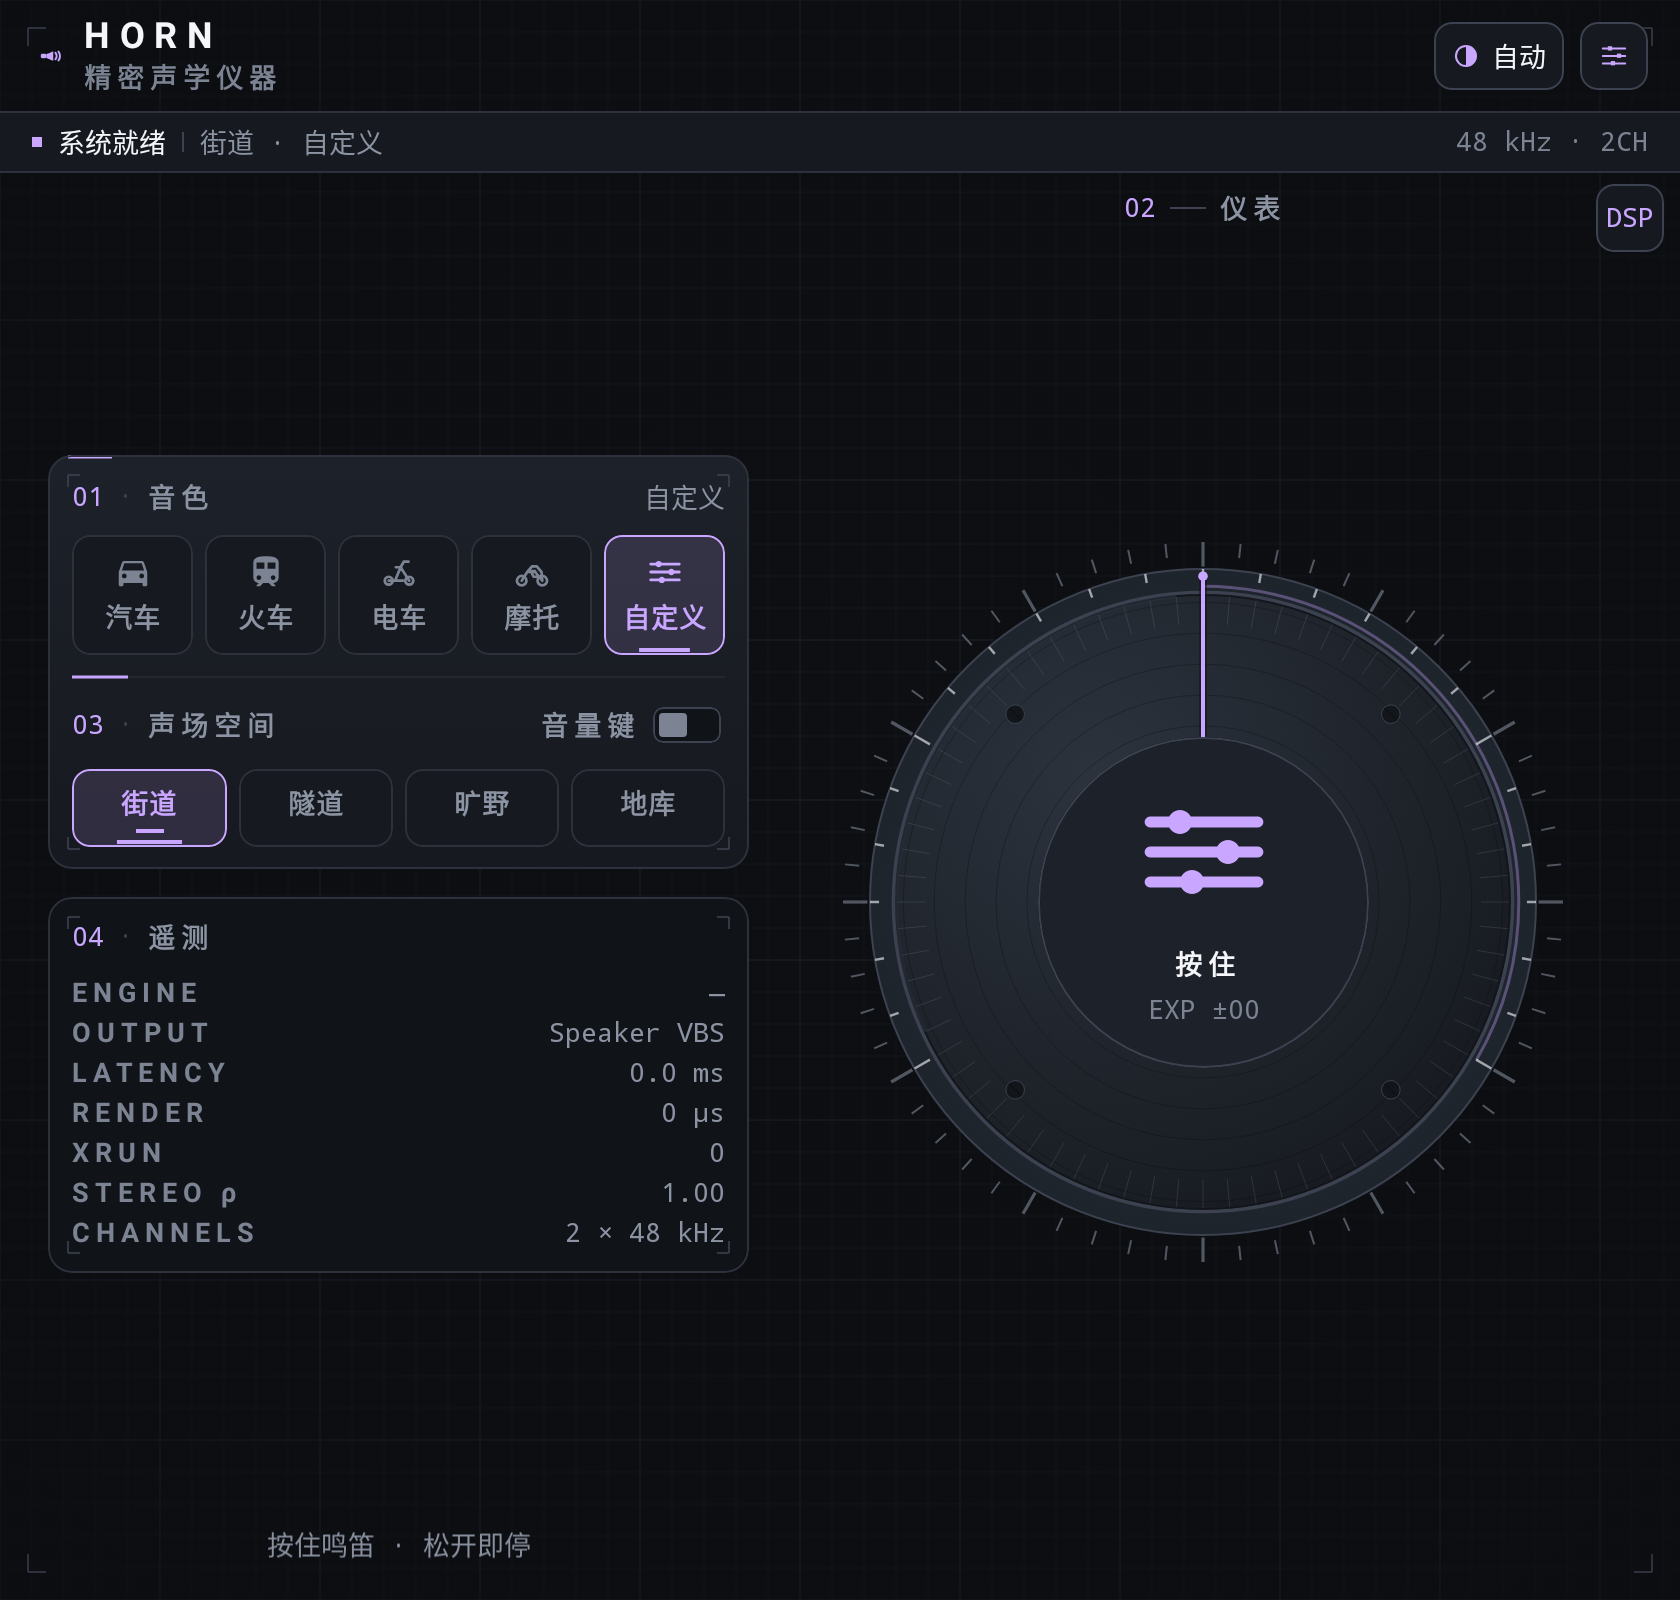 HORN
精密声学仪器
自动
系统就绪 街道 · 自定义
48 kHz · 2CH
02 — 仪表
DSP
01 · 音色 自定义
汽车 火车 电车 摩托 自定义
03 · 声场空间 音量键
街道 隧道 旷野 地库
04 · 遥测
ENGINE —
OUTPUT Speaker VBS
LATENCY 0.0 ms
RENDER 0 µs
XRUN 0
STEREO ρ 1.00
CHANNELS 2 × 48 kHz
按住
EXP ±00
按住鸣笛 · 松开即停